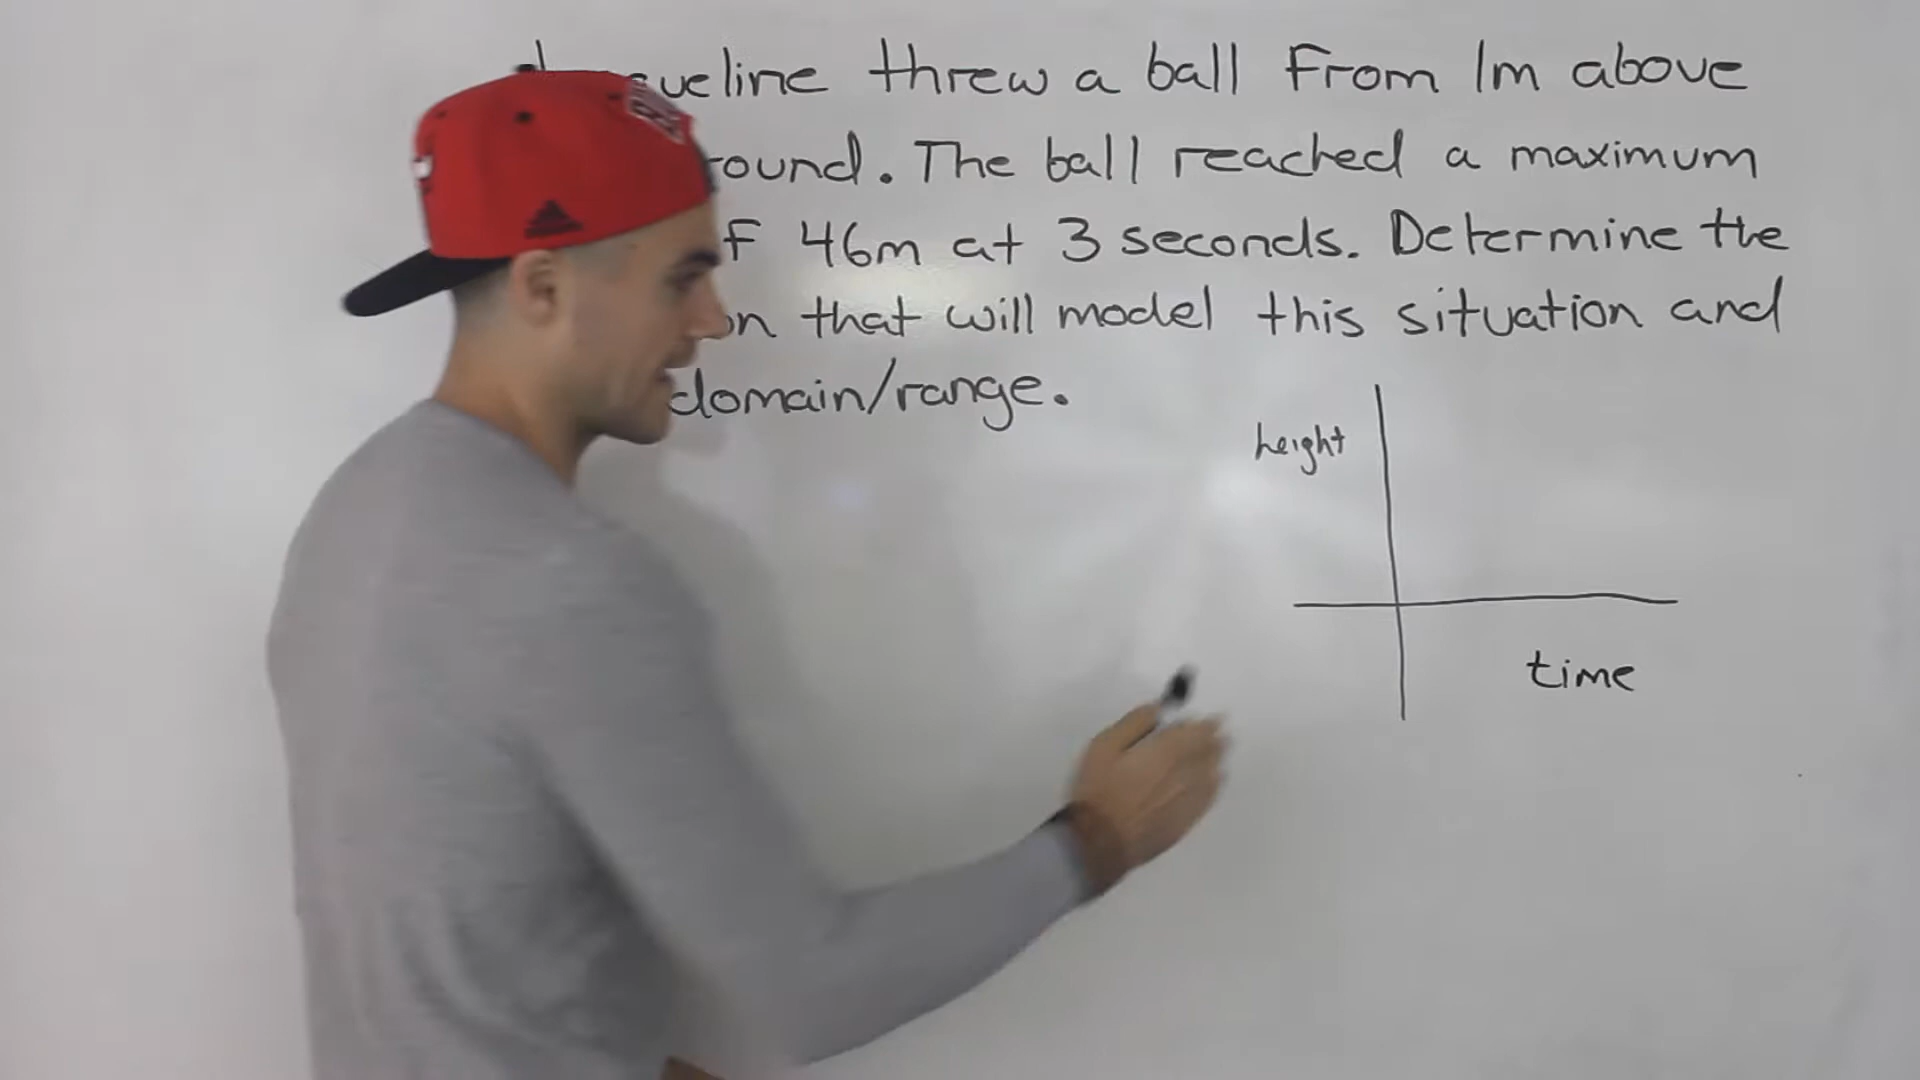 threw a ball from 1m above
. The ball reached a maximum
46m at 3 seconds. Determine the
that will model this situation and
domain/range.
height
time